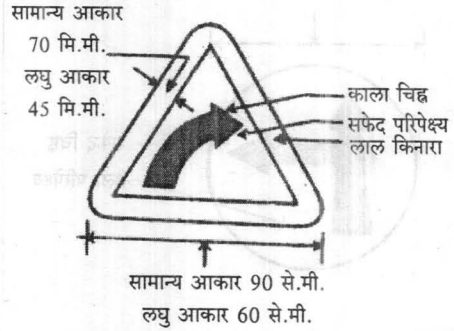 सामान्य आकार
70 मि.मी.
लघु आकार
45 मि.मी.
काला चिह्न
सफेद परिपेक्ष्य
लाल किनारा
सामान्य आकार 90 से.मी.
लघु आकार 60 से.मी.